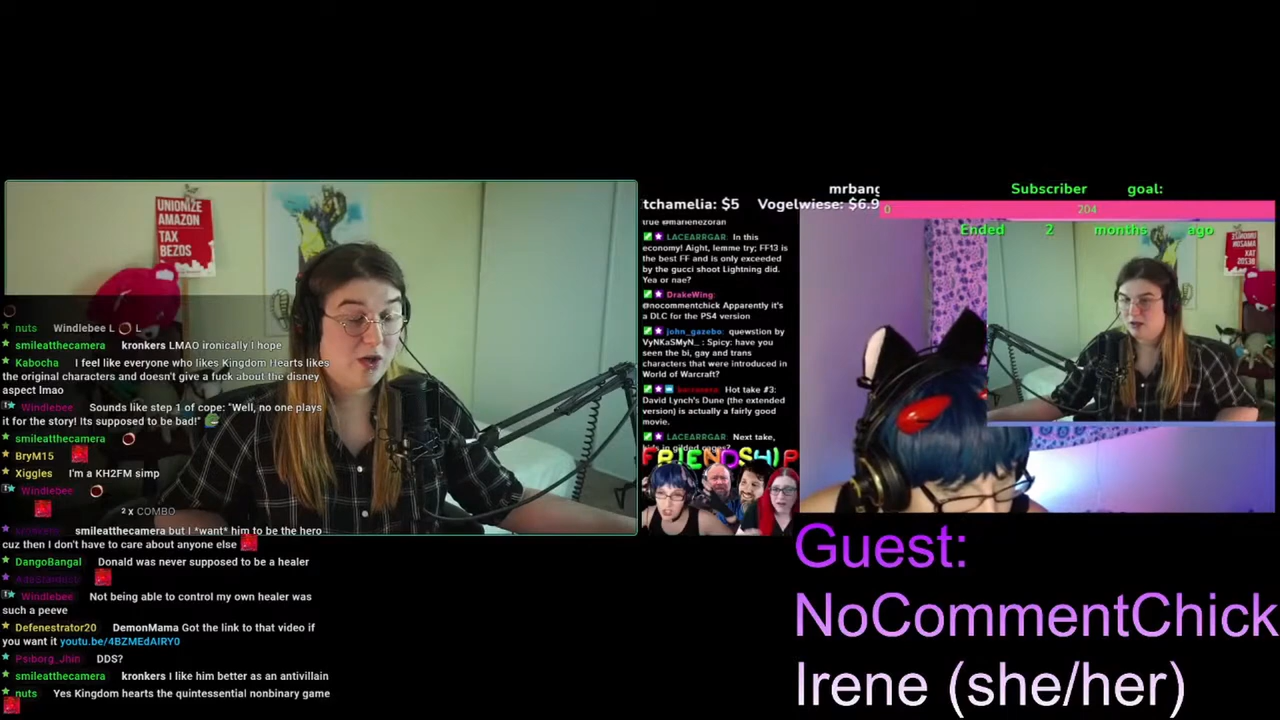 UNIONIZE
AMAZON
TAX
BEZOS
nuts Windlebee L L
smileatthecamera kronkers LMAO ironically I hope
Kabocha I feel like everyone who likes Kingdom Hearts likes
the original characters and doesn't give a fuck about the disney
aspect lmao
Windlebee Sounds like step 1 of cope: "Well, no one plays
it for the story! Its supposed to be bad!"
smileatthecamera
BryM15
Xiggles I'm a KH2FM simp
Windlebee
2 x COMBO
smileatthecamera but I *want* him to be the hero
cuz then I don't have to care about anyone else
DangoBangal Donald was never supposed to be a healer
Windlebee Not being able to control my own healer was
such a peeve
Defenestrator20 DemonMama Got the link to that video if
you want it youtu.be/4BZMEdAIRY0
Psiborg_Jhin DDS?
smileatthecamera kronkers I like him better as an antivillain
nuts Yes Kingdom hearts the quintessential nonbinary game
mrbang
tchamelia: $5 Vogelwiese: $6.9
true @marienezoran
LACEARRGAR: In this
economy! Aight, lemme try; FF13 is
the best FF and is only exceeded
by the gucci shoot Lightning did.
Yea or nae?
DrakeWing:
@nocommentchick Apparently it's
a DLC for the PS4 version
john_gazebo: quewstion by
VyNKaSMyN_ : Spicy: have you
seen the bi, gay and trans
characters that were introduced in
World of Warcraft?
Hot take #3:
David Lynch's Dune (the extended
version) is actually a fairly good
movie.
LACEARRGAR: Next take,
FRIENDSHIP
Subscriber goal:
0 204
Ended 2 months ago
UNIONIZE
AMAZON
TAX
BEZOS
Guest:
NoCommentChick
Irene (she/her)